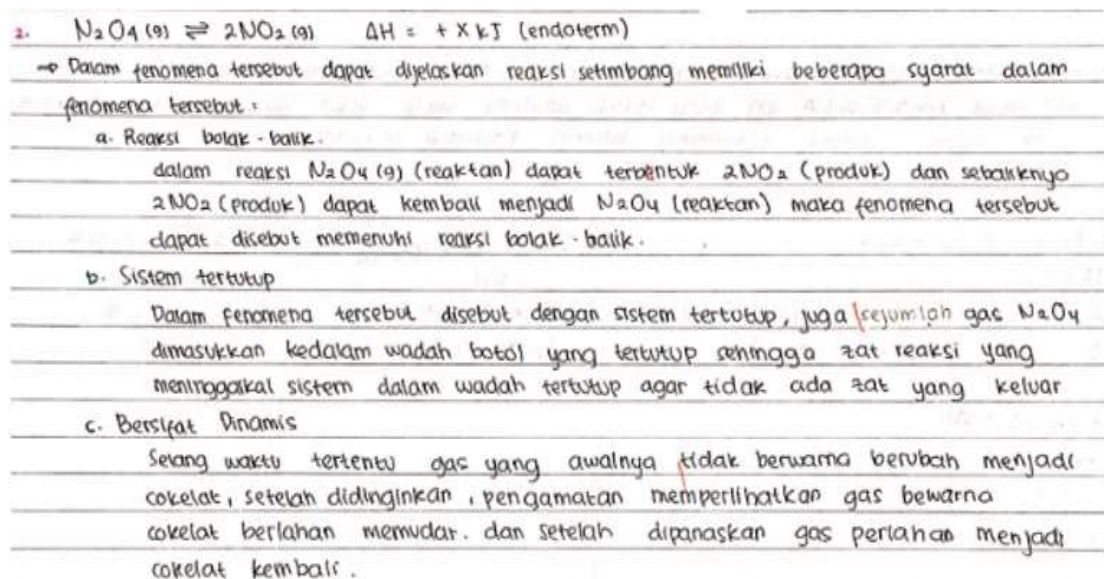 2. N₂O₄ (g) ⇌ 2NO₂ (g) ΔH = + X kJ (endoterm)
→ Dalam fenomena tersebut dapat dijelaskan reaksi setimbang memiliki beberapa syarat dalam
fenomena tersebut :
a. Reaksi bolak - balik.
dalam reaksi N₂O₄ (g) (reaktan) dapat terbentuk 2NO₂ (produk) dan sebaliknya
2NO₂ (produk) dapat kembali menjadi N₂O₄ (reaktan) maka fenomena tersebut
dapat disebut memenuhi reaksi bolak - balik.
b. Sistem tertutup
Dalam fenomena tersebut disebut dengan sistem tertutup, juga sejumlah gas N₂O₄
dimasukkan kedalam wadah botol yang tertutup sehingga zat reaksi yang
meninggalkal sistem dalam wadah tertutup agar tidak ada zat yang keluar
c. Bersifat Dinamis
Selang waktu tertentu gas yang awalnya tidak berwarna berubah menjadi
cokelat, setelah didinginkan, pengamatan memperlihatkan gas bewarna
cokelat berlahan memudar. dan setelah dipanaskan gas perlahan menjadi
cokelat kembali.